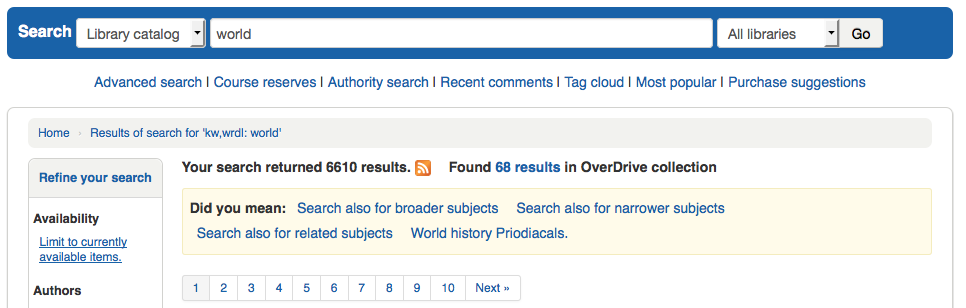 Search Library catalog world All libraries Go
Advanced search | Course reserves | Authority search | Recent comments | Tag cloud | Most popular | Purchase suggestions
Home › Results of search for 'kw,wrdl: world'
Refine your search
Availability
Limit to currently
available items.
Authors
Your search returned 6610 results. Found 68 results in OverDrive collection
Did you mean: Search also for broader subjects Search also for narrower subjects
Search also for related subjects World history Priodiacals.
1 2 3 4 5 6 7 8 9 10 Next »